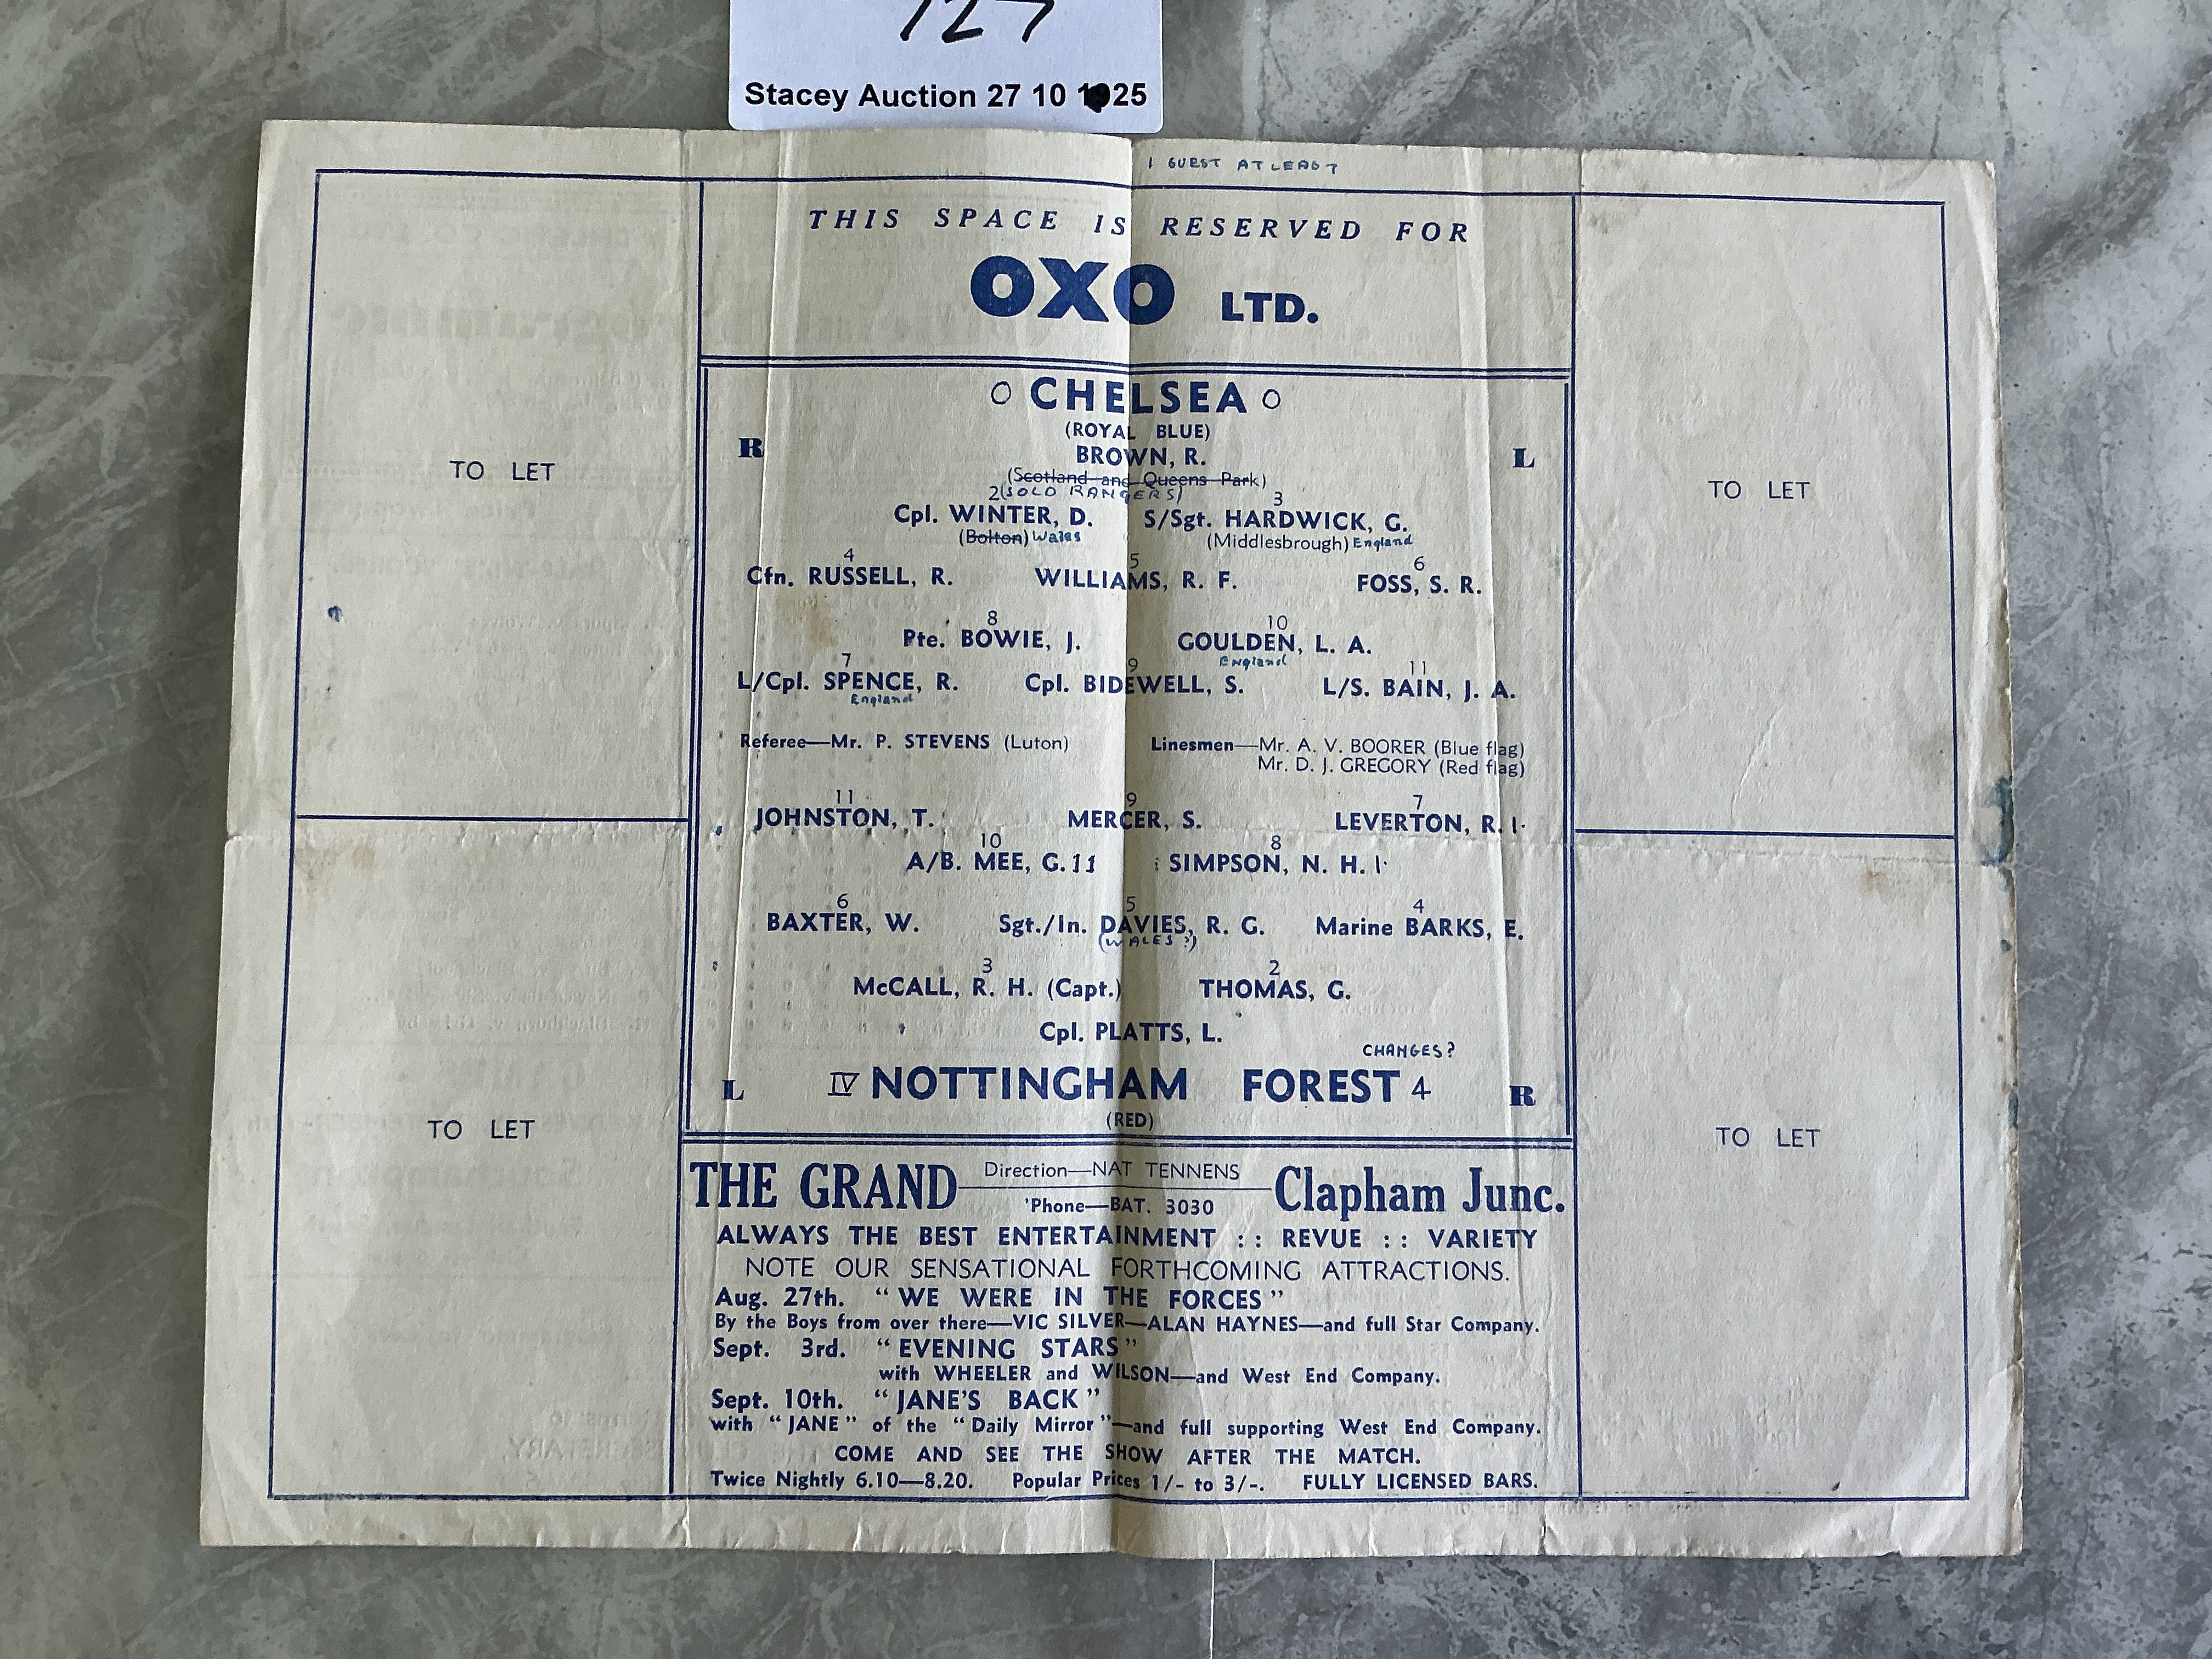 727
Stacey Auction 27 10 1925
1 GUEST AT LEAST
THIS SPACE IS RESERVED FOR
OXO LTD.
TO LET
TO LET
0 CHELSEA 0
(ROYAL BLUE)
R L
BROWN, R.
(Scotland and Queens Park)
(SOLD RANGERS)
2 3
Cpl. WINTER, D. S/Sgt. HARDWICK, G.
(Bolton) Wales (Middlesbrough) England
4 5 6
Cfn. RUSSELL, R. WILLIAMS, R. F. FOSS, S. R.
8 10
Pte. BOWIE, J. GOULDEN, L. A.
England
7 9 11
L/Cpl. SPENCE, R. Cpl. BIDEWELL, S. L/S. BAIN, J. A.
England
Referee—Mr. P. STEVENS (Luton) Linesmen—Mr. A. V. BOORER (Blue flag)
Mr. D. J. GREGORY (Red flag)
11 9 7
JOHNSTON, T. MERCER, S. LEVERTON, R. 1
10 8
A/B. MEE, G. 11 SIMPSON, N. H. 1
6 5 4
BAXTER, W. Sgt./In. DAVIES, R. G. Marine BARKS, E.
(WALES?)
3 2
McCALL, R. H. (Capt.) THOMAS, G.
Cpl. PLATTS, L.
CHANGES?
L IV NOTTINGHAM FOREST 4 R
(RED)
TO LET
TO LET
THE GRAND Direction—NAT TENNENS Clapham Junc.
'Phone—BAT. 3030
ALWAYS THE BEST ENTERTAINMENT :: REVUE :: VARIETY
NOTE OUR SENSATIONAL FORTHCOMING ATTRACTIONS.
Aug. 27th. "WE WERE IN THE FORCES"
By the Boys from over there—VIC SILVER—ALAN HAYNES—and full Star Company.
Sept. 3rd. "EVENING STARS"
with WHEELER and WILSON—and West End Company.
Sept. 10th. "JANE'S BACK"
with "JANE" of the "Daily Mirror"—and full supporting West End Company.
COME AND SEE THE SHOW AFTER THE MATCH.
Twice Nightly 6.10—8.20. Popular Prices 1/- to 3/-. FULLY LICENSED BARS.